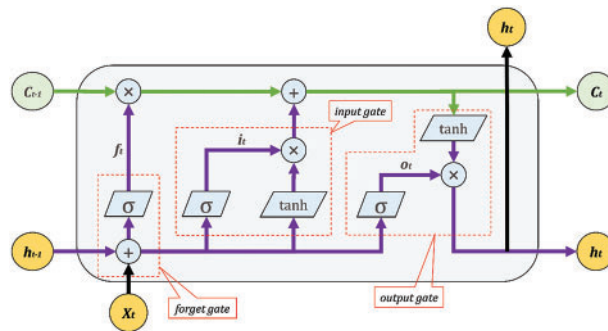 hₜ
Cₜ₋₁
×
+
Cₜ
input gate
tanh
fₜ
iₜ
×
oₜ
×
σ
σ
tanh
σ
hₜ₋₁
+
hₜ
Xₜ
forget gate
output gate